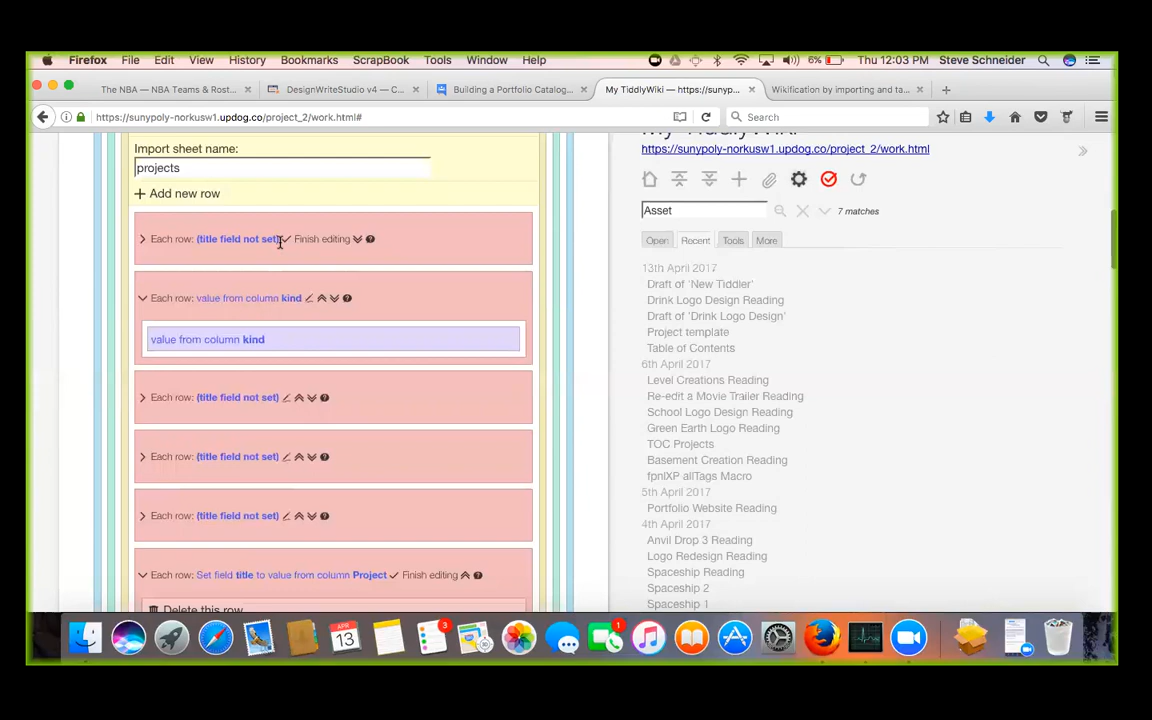 Firefox File Edit View History Bookmarks ScrapBook Tools Window Help 6% Thu 12:03 PM Steve Schneider
The NBA — NBA Teams & Rost... DesignWriteStudio v4 — C... Building a Portfolio Catalog... My TiddlyWiki — https://sunyp... Wikification by importing and ta...
https://sunypoly-norkusw1.updog.co/project_2/work.html# Search
Import sheet name:
projects
Add new row
Each row: (title field not set) Finish editing
Each row: value from column kind
value from column kind
Each row: (title field not set)
Each row: (title field not set)
Each row: (title field not set)
Each row: Set field title to value from column Project Finish editing
Delete this row
My TiddlyWiki
https://sunypoly-norkusw1.updog.co/project_2/work.html
Asset 7 matches
Open Recent Tools More
13th April 2017
Draft of 'New Tiddler'
Drink Logo Design Reading
Draft of 'Drink Logo Design'
Project template
Table of Contents
6th April 2017
Level Creations Reading
Re-edit a Movie Trailer Reading
School Logo Design Reading
Green Earth Logo Reading
TOC Projects
Basement Creation Reading
fpnlXP allTags Macro
5th April 2017
Portfolio Website Reading
4th April 2017
Anvil Drop 3 Reading
Logo Redesign Reading
Spaceship Reading
Spaceship 2
Spaceship 1
APR
13
3
1